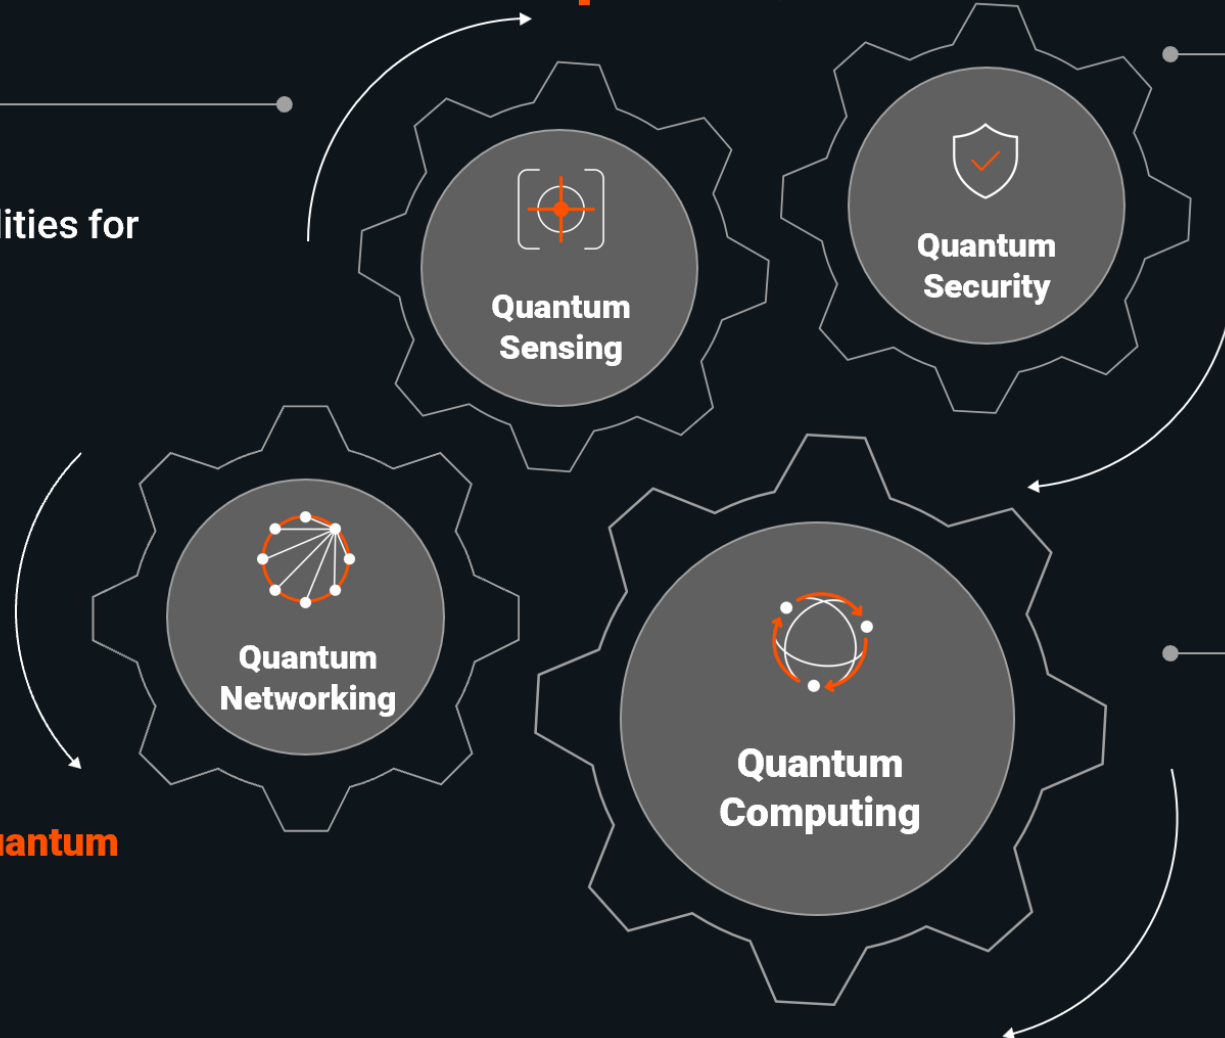 lities for
Quantum
Sensing
Quantum
Security
Quantum
Networking
Quantum
Computing
uantum